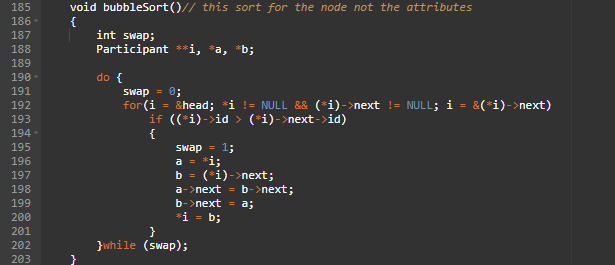 185 void bubbleSort()// this sort for the node not the attributes
186 {
187 int swap;
188 Participant **i, *a, *b;
189
190 do {
191 swap = 0;
192 for(i = &head; *i != NULL && (*i)->next != NULL; i = &(*i)->next)
193 if ((*i)->id > (*i)->next->id)
194 {
195 swap = 1;
196 a = *i;
197 b = (*i)->next;
198 a->next = b->next;
199 b->next = a;
200 *i = b;
201 }
202 }while (swap);
203 }